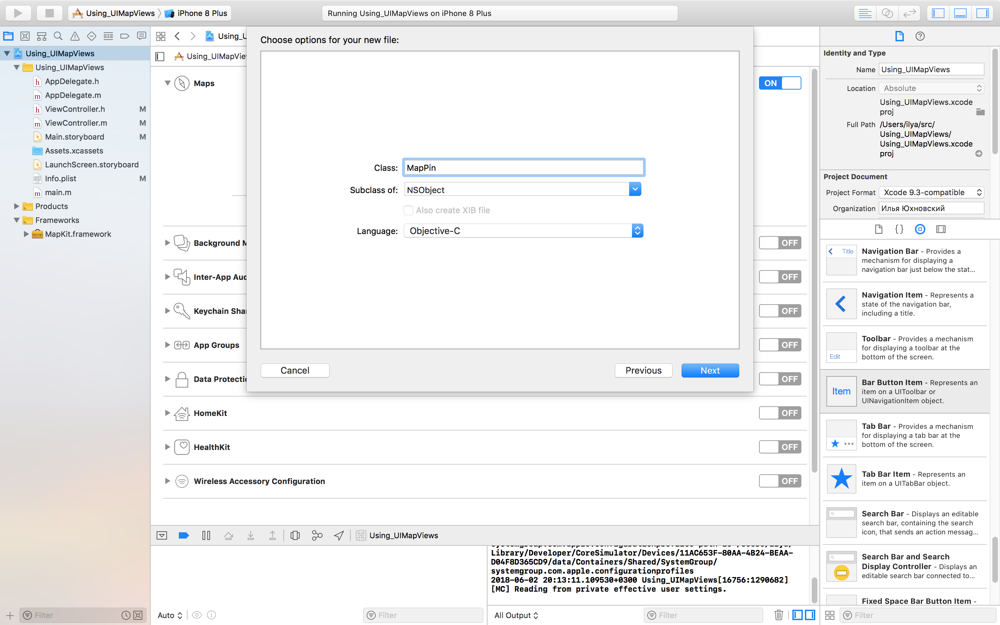 Using_UIMapViews
iPhone 8 Plus
Running Using_UIMapViews on iPhone 8 Plus
Using_UIMapViews
Using_UIMapViews
AppDelegate.h
AppDelegate.m
ViewController.h M
ViewController.m M
Main.storyboard M
Assets.xcassets
LaunchScreen.storyboard
Info.plist M
main.m
Products
Frameworks
MapKit.framework
Filter
Using_U
Using_UIMapView
Maps
ON
Background M
OFF
Inter-App Aud
OFF
Keychain Shar
OFF
App Groups
OFF
Data Protectio
OFF
HomeKit
OFF
HealthKit
OFF
Wireless Accessory Configuration
OFF
Choose options for your new file:
Class: MapPin
Subclass of: NSObject
Also create XIB file
Language: Objective-C
Cancel
Previous
Next
Using_UIMapViews
Library/Developer/CoreSimulator/Devices/11AC653F-80AA-4B24-BEAA-
D04F8D365CD9/data/Containers/Shared/SystemGroup/
systemgroup.com.apple.configurationprofiles
2018-06-02 20:13:11.109530+0300 Using_UIMapViews[16756:1290682]
[MC] Reading from private effective user settings.
Auto
Filter
All Output
Filter
Identity and Type
Name Using_UIMapViews
Location Absolute
Using_UIMapViews.xcode
proj
Full Path /Users/ilya/src/
Using_UIMapViews/
Using_UIMapViews.xcode
proj
Project Document
Project Format Xcode 9.3-compatible
Organization Илья Юхновский
Title
Navigation Bar - Provides a
mechanism for displaying a
navigation bar just below the stat...
Navigation Item - Represents a
state of the navigation bar,
including a title.
Edit
Toolbar - Provides a mechanism
for displaying a toolbar at the
bottom of the screen.
Item
Bar Button Item - Represents an
item on a UIToolbar or
UINavigationItem object.
Tab Bar - Provides a mechanism
for displaying a tab bar at the
bottom of the screen.
Tab Bar Item - Represents an
item on a UITabBar object.
Search Bar - Displays an editable
search bar, containing the search
icon, that sends an action messag...
Search Bar and Search
Display Controller - Displays an
editable search bar connected to...
Fixed Space Bar Button Item -
Filter